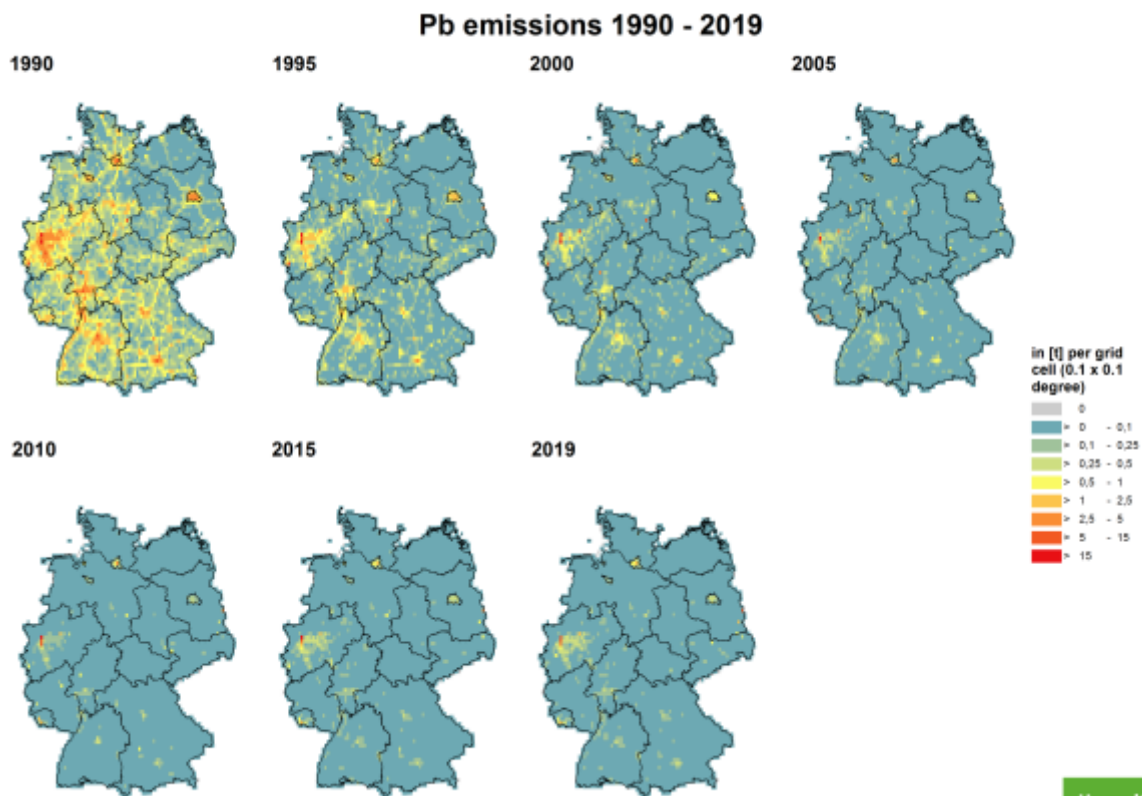 Pb emissions 1990 - 2019
1990
1995
2000
2005
in [t] per grid
cell (0.1 x 0.1
degree)
0
> 0 - 0,1
> 0,1 - 0,25
> 0,25 - 0,5
> 0,5 - 1
> 1 - 2,5
> 2,5 - 5
> 5 - 15
> 15
2010
2015
2019